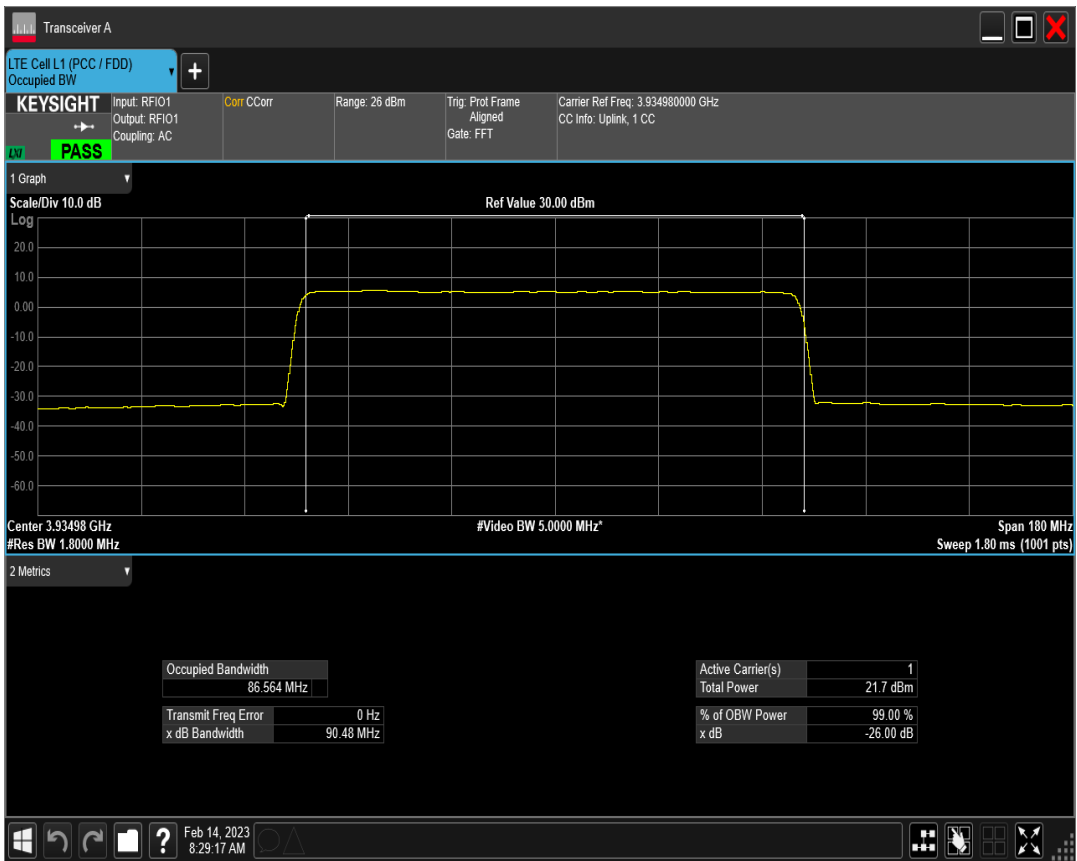 Transceiver A
LTE Cell L1 (PCC / FDD)
Occupied BW
+
KEYSIGHT
LXI
PASS
Input: RFIO1
Output: RFIO1
Coupling: AC
Corr CCorr
Range: 26 dBm
Trig: Prot Frame
Aligned
Gate: FFT
Carrier Ref Freq: 3.934980000 GHz
CC Info: Uplink, 1 CC
1 Graph
Scale/Div 10.0 dB
Ref Value 30.00 dBm
Log
20.0
10.0
0.00
-10.0
-20.0
-30.0
-40.0
-50.0
-60.0
Center 3.93498 GHz
#Video BW 5.0000 MHz*
Span 180 MHz
#Res BW 1.8000 MHz
Sweep 1.80 ms (1001 pts)
2 Metrics
Occupied Bandwidth
86.564 MHz
Transmit Freq Error 0 Hz
x dB Bandwidth 90.48 MHz
Active Carrier(s) 1
Total Power 21.7 dBm
% of OBW Power 99.00 %
x dB -26.00 dB
?
Feb 14, 2023
8:29:17 AM